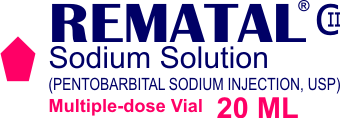 REMATAL® CII
Sodium Solution
(PENTOBARBITAL SODIUM INJECTION, USP)
Multiple-dose Vial 20 ML